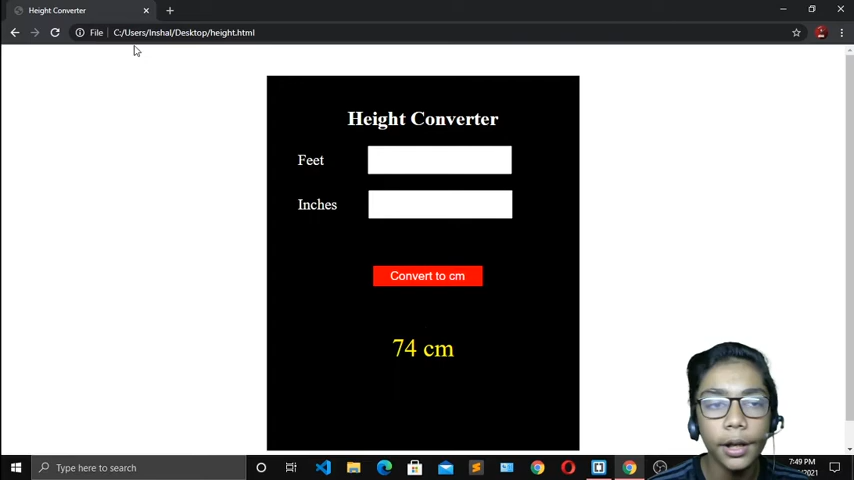 Height Converter
File
C:/Users/Inshal/Desktop/height.html
Height Converter
Feet
Inches
Convert to cm
74 cm
Type here to search
7:49 PM